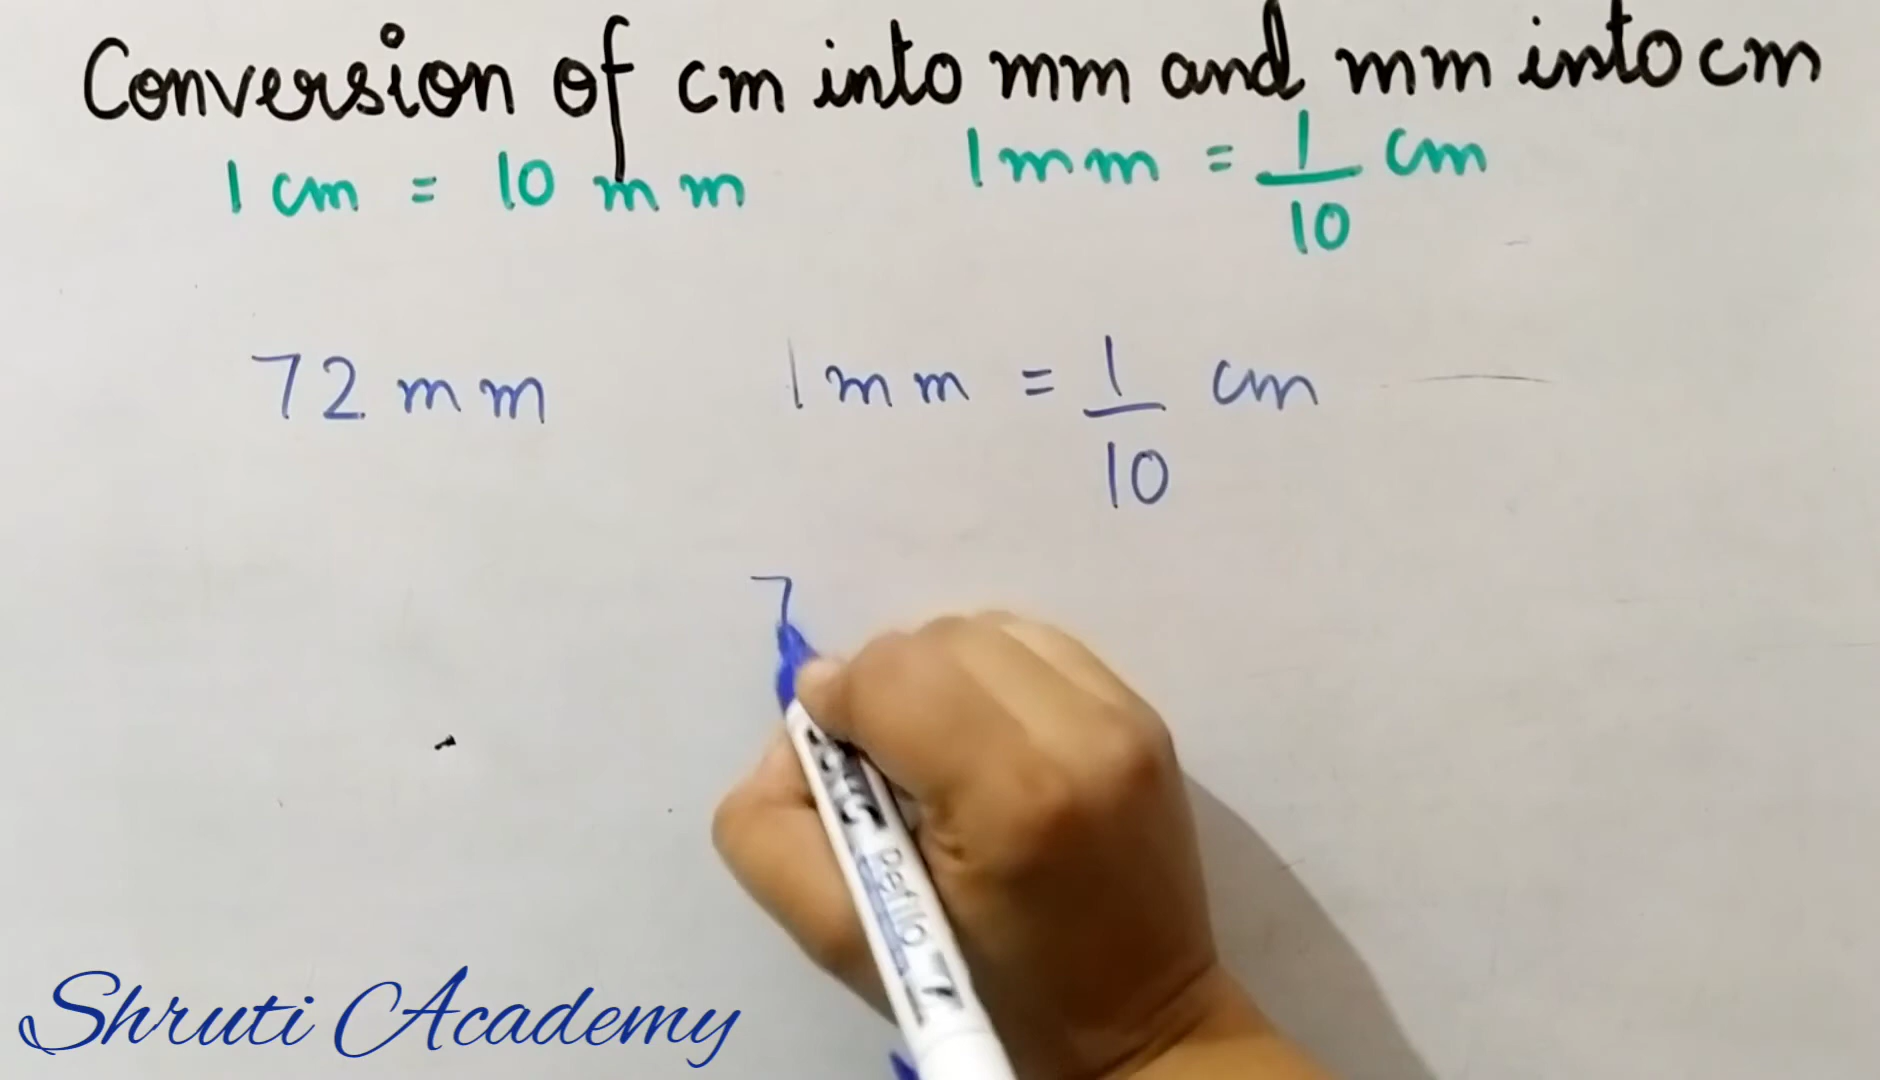 Conversion of cm into mm and mm into cm
1 cm = 10 mm 1 mm = 1/10 cm
72 mm 1 mm = 1/10 cm
7
Refilo
Shruti Academy